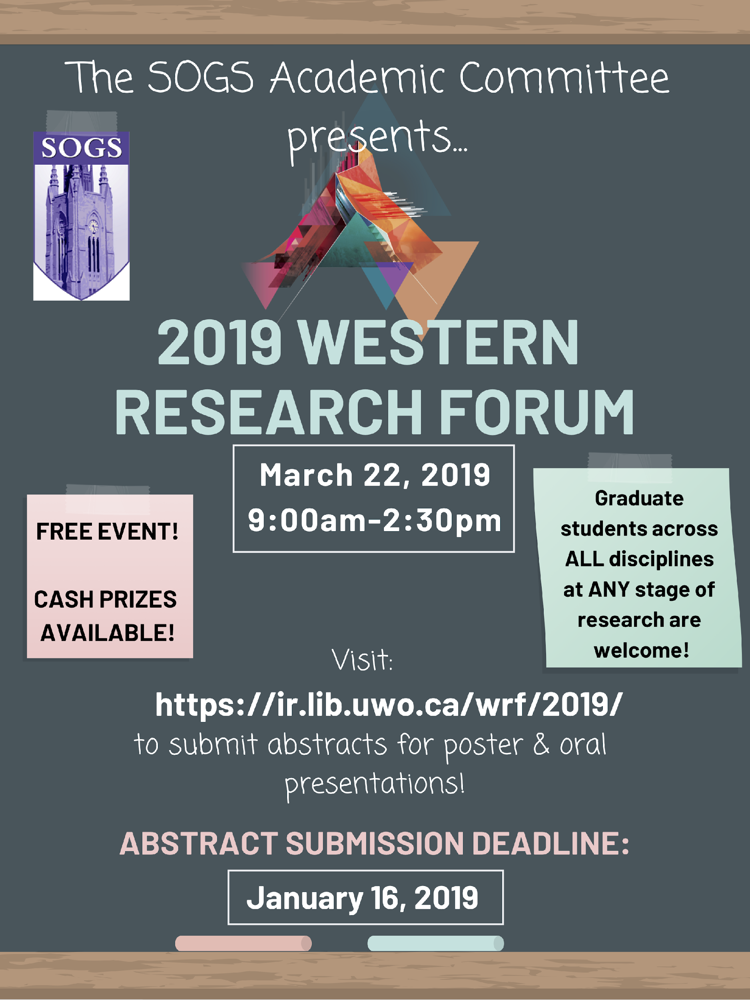 The SOGS Academic Committee
presents...
SOGS
2019 WESTERN
RESEARCH FORUM
March 22, 2019
9:00am-2:30pm
FREE EVENT!
CASH PRIZES
AVAILABLE!
Graduate
students across
ALL disciplines
at ANY stage of
research are
welcome!
Visit:
https://ir.lib.uwo.ca/wrf/2019/
to submit abstracts for poster & oral
presentations!
ABSTRACT SUBMISSION DEADLINE:
January 16, 2019